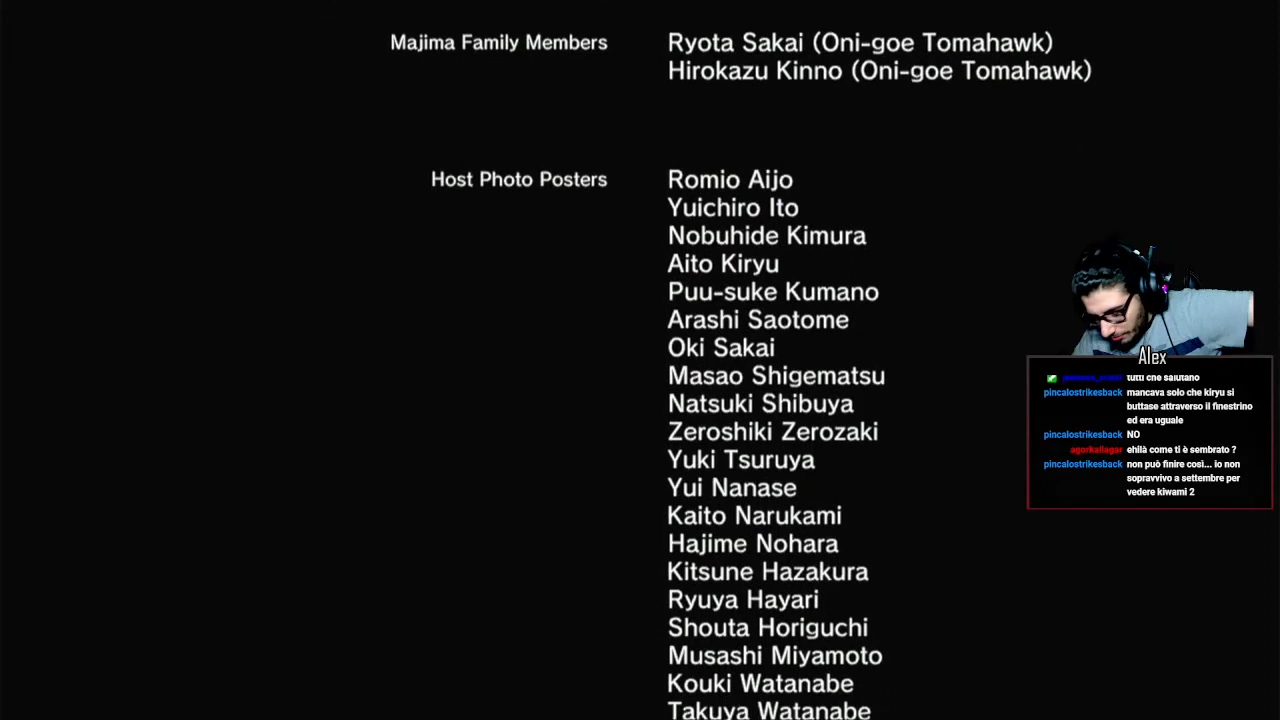 Majima Family Members
Ryota Sakai (Oni-goe Tomahawk)
Hirokazu Kinno (Oni-goe Tomahawk)
Host Photo Posters
Romio Aijo
Yuichiro Ito
Nobuhide Kimura
Aito Kiryu
Puu-suke Kumano
Arashi Saotome
Oki Sakai
Masao Shigematsu
Natsuki Shibuya
Zeroshiki Zerozaki
Yuki Tsuruya
Yui Nanase
Kaito Narukami
Hajime Nohara
Kitsune Hazakura
Ryuya Hayari
Shouta Horiguchi
Musashi Miyamoto
Kouki Watanabe
Takuya Watanabe
Alex
tutti che salutano
pincalostrikesback mancava solo che kiryu si
buttase attraverso il finestrino
ed era uguale
pincalostrikesback NO
agorkailagar ehilà come ti è sembrato ?
pincalostrikesback non può finire così... io non
sopravvivo a settembre per
vedere kiwami 2